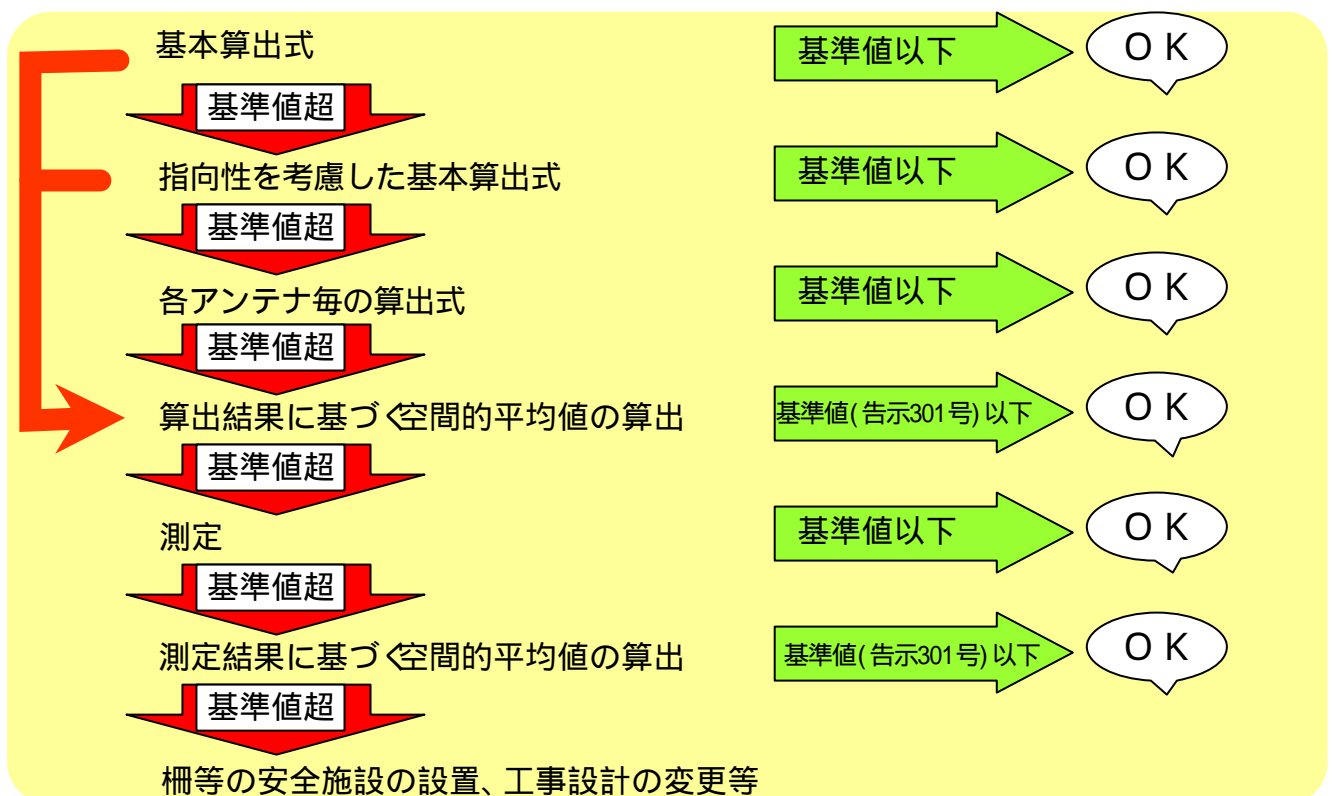 基本算出式
基準値以下
ＯＫ
基準値超
指向性を考慮した基本算出式
基準値以下
ＯＫ
基準値超
各アンテナ毎の算出式
基準値以下
ＯＫ
基準値超
算出結果に基づく空間的平均値の算出
基準値(告示301号)以下
ＯＫ
基準値超
測定
基準値以下
ＯＫ
基準値超
測定結果に基づく空間的平均値の算出
基準値(告示301号)以下
ＯＫ
基準値超
柵等の安全施設の設置、工事設計の変更等